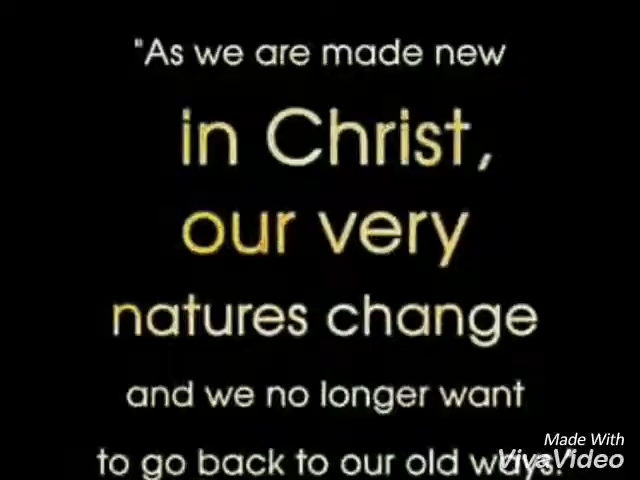 "As we are made new
in Christ,
our very
natures change
and we no longer want
to go back to our old ways."
Made With
VivaVideo